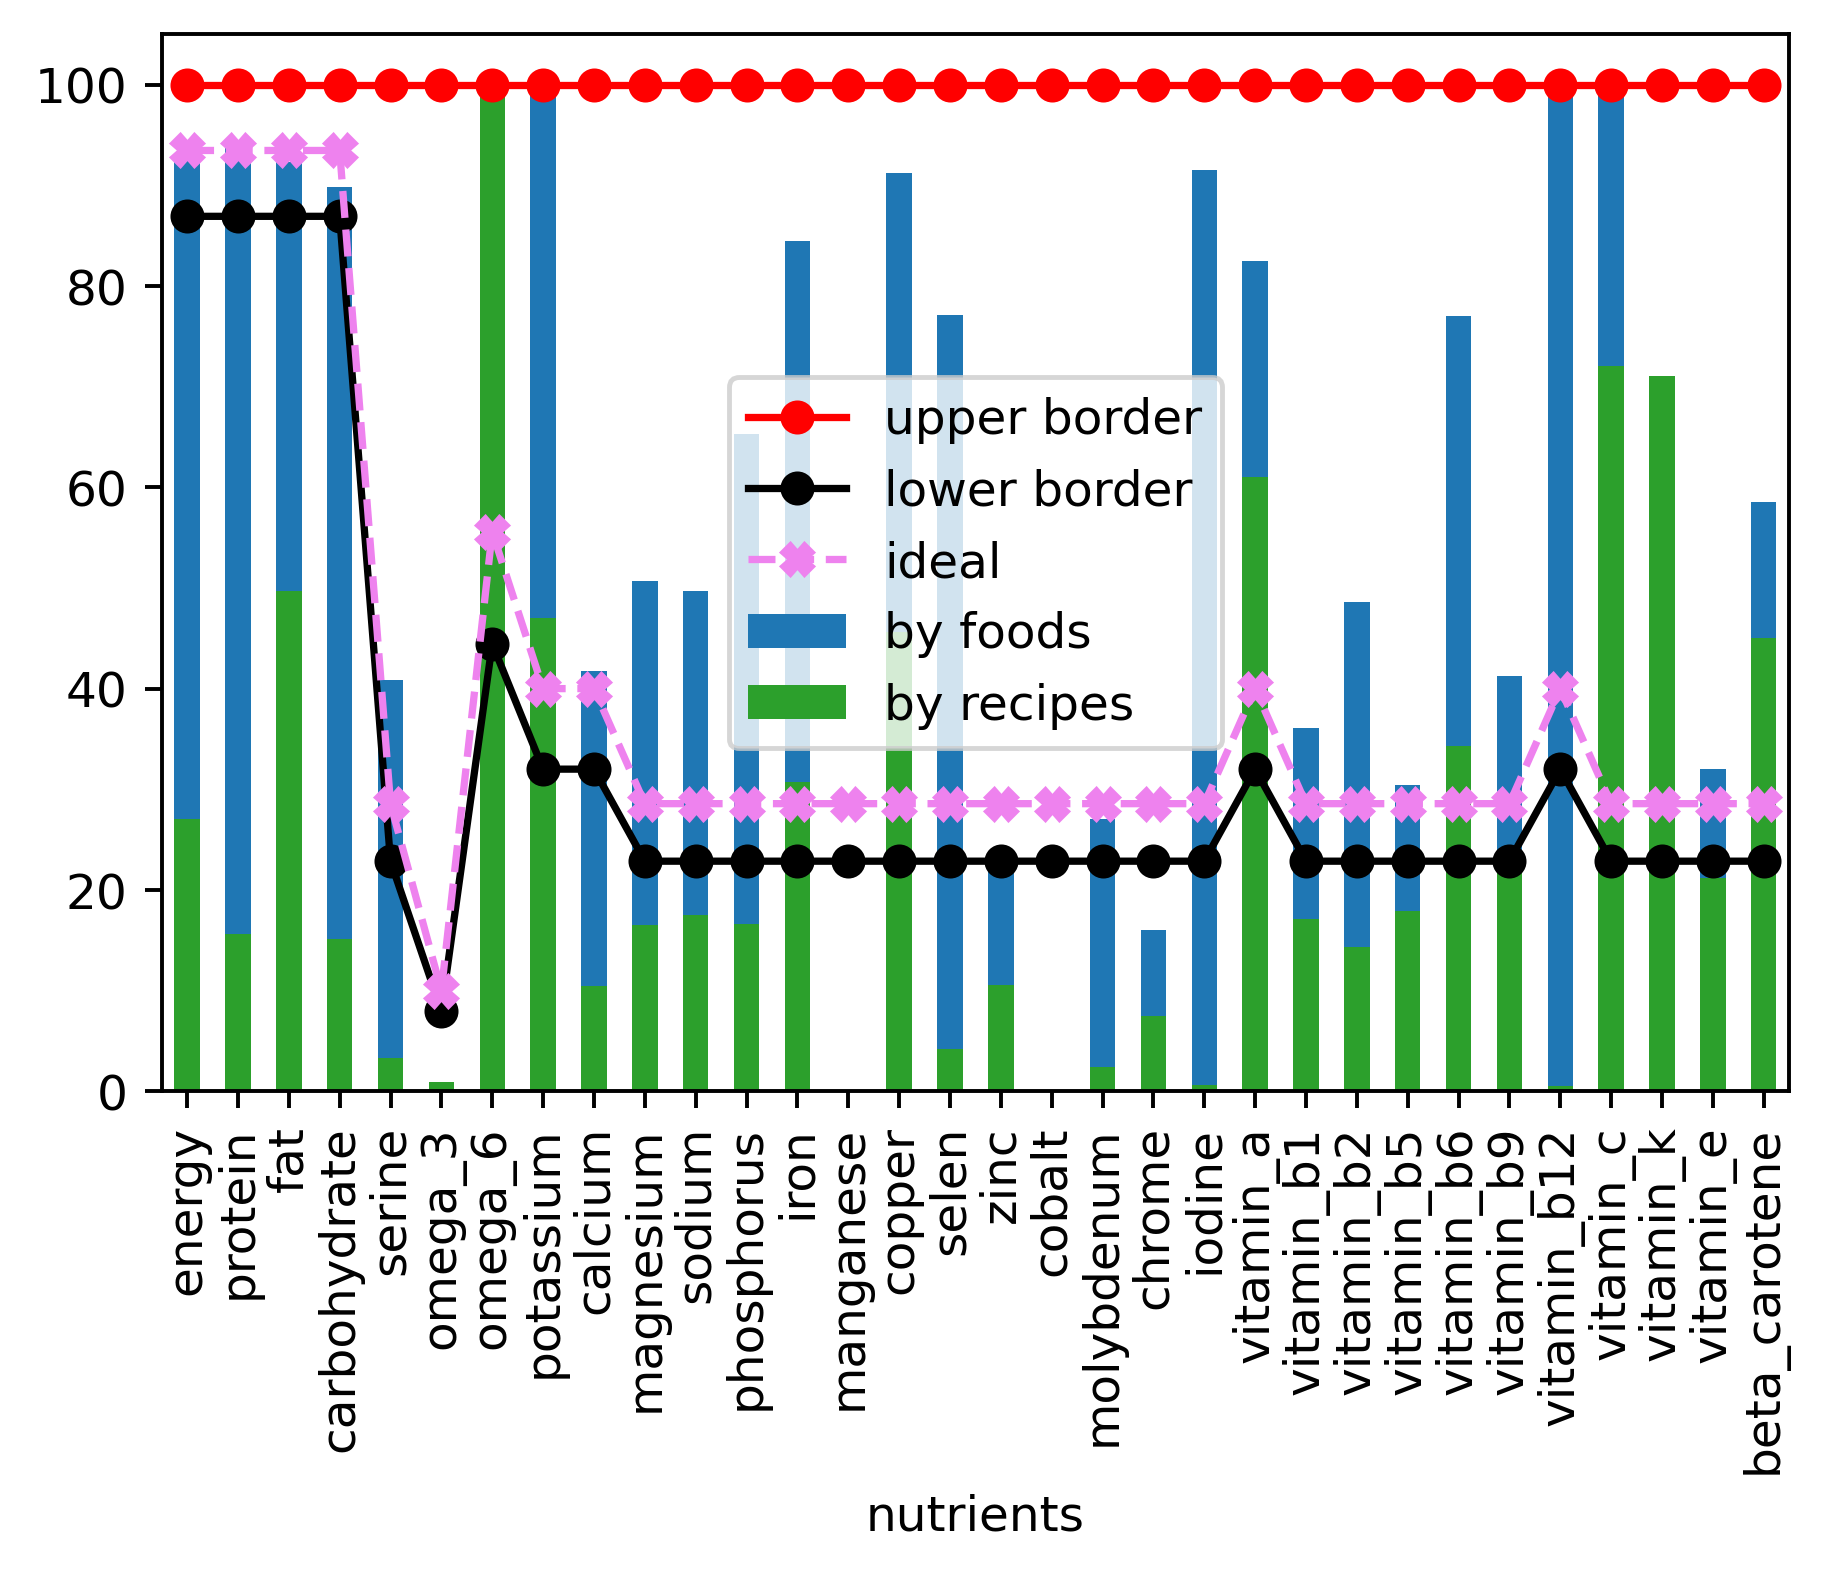 100
80
60
40
20
0
upper border
lower border
ideal
by foods
by recipes
energy
protein
fat
carbohydrate
serine
omega_3
omega_6
potassium
calcium
magnesium
sodium
phosphorus
iron
manganese
copper
selen
zinc
cobalt
molybdenum
chrome
iodine
vitamin_a
vitamin_b1
vitamin_b2
vitamin_b5
vitamin_b6
vitamin_b9
vitamin_b12
vitamin_c
vitamin_k
vitamin_e
beta_carotene
nutrients